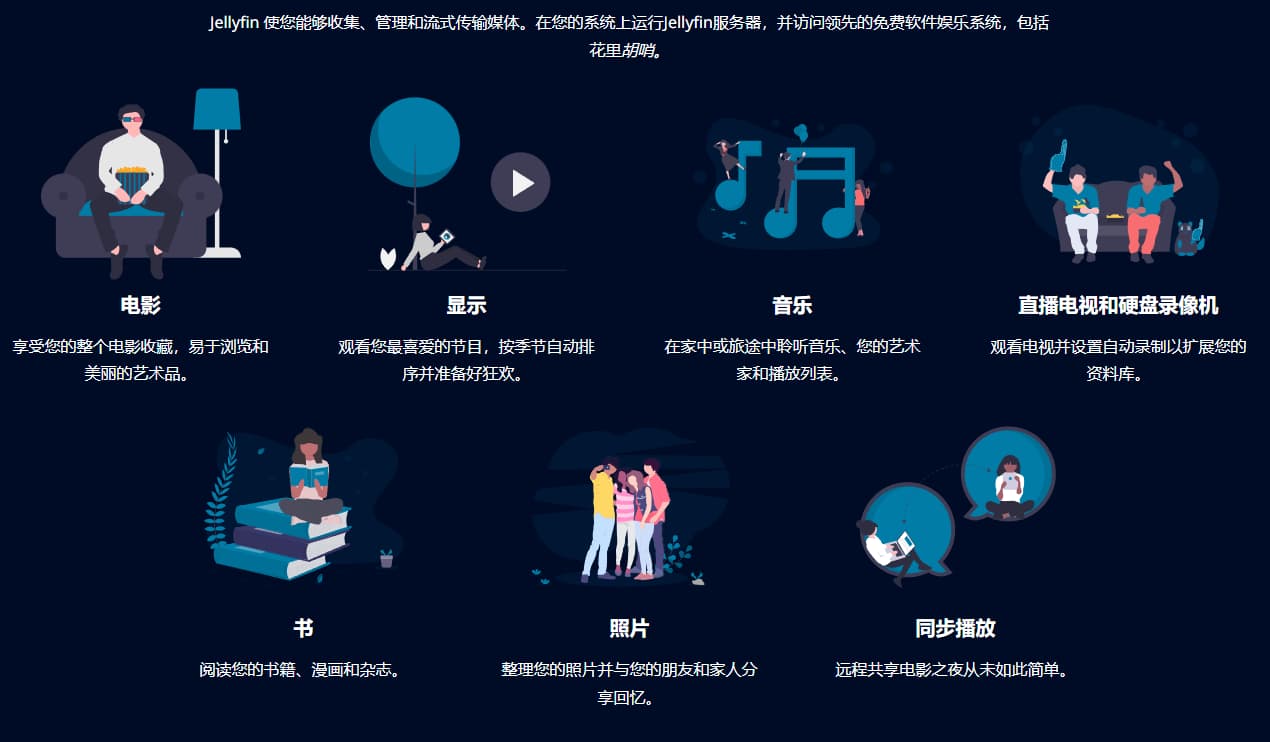 Jellyfin 使您能够收集、管理和流式传输媒体。在您的系统上运行Jellyfin服务器，并访问领先的免费软件娱乐系统，包括
花里胡哨。
电影
享受您的整个电影收藏，易于浏览和
美丽的艺术品。
显示
观看您最喜爱的节目，按季节自动排
序并准备好狂欢。
音乐
在家中或旅途中聆听音乐、您的艺术
家和播放列表。
直播电视和硬盘录像机
观看电视并设置自动录制以扩展您的
资料库。
书
阅读您的书籍、漫画和杂志。
照片
整理您的照片并与您的朋友和家人分
享回忆。
同步播放
远程共享电影之夜从未如此简单。